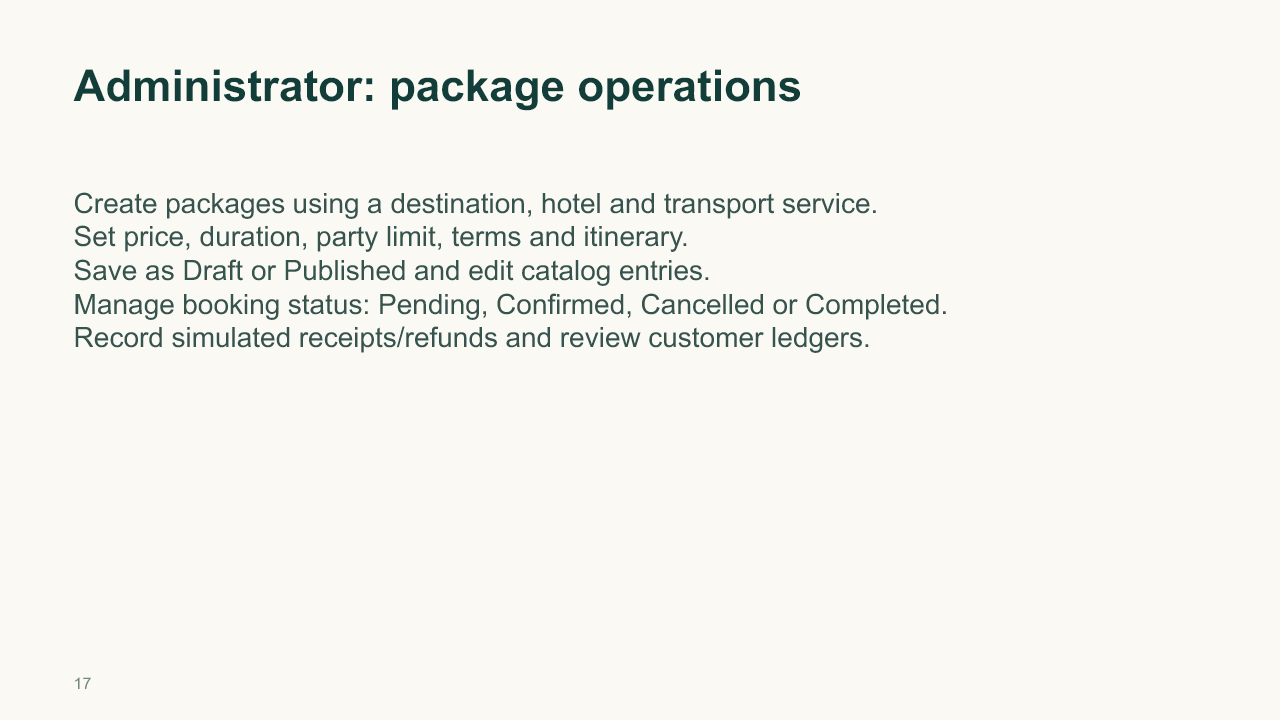 Administrator: package operations
Create packages using a destination, hotel and transport service.
Set price, duration, party limit, terms and itinerary.
Save as Draft or Published and edit catalog entries.
Manage booking status: Pending, Confirmed, Cancelled or Completed.
Record simulated receipts/refunds and review customer ledgers.
17